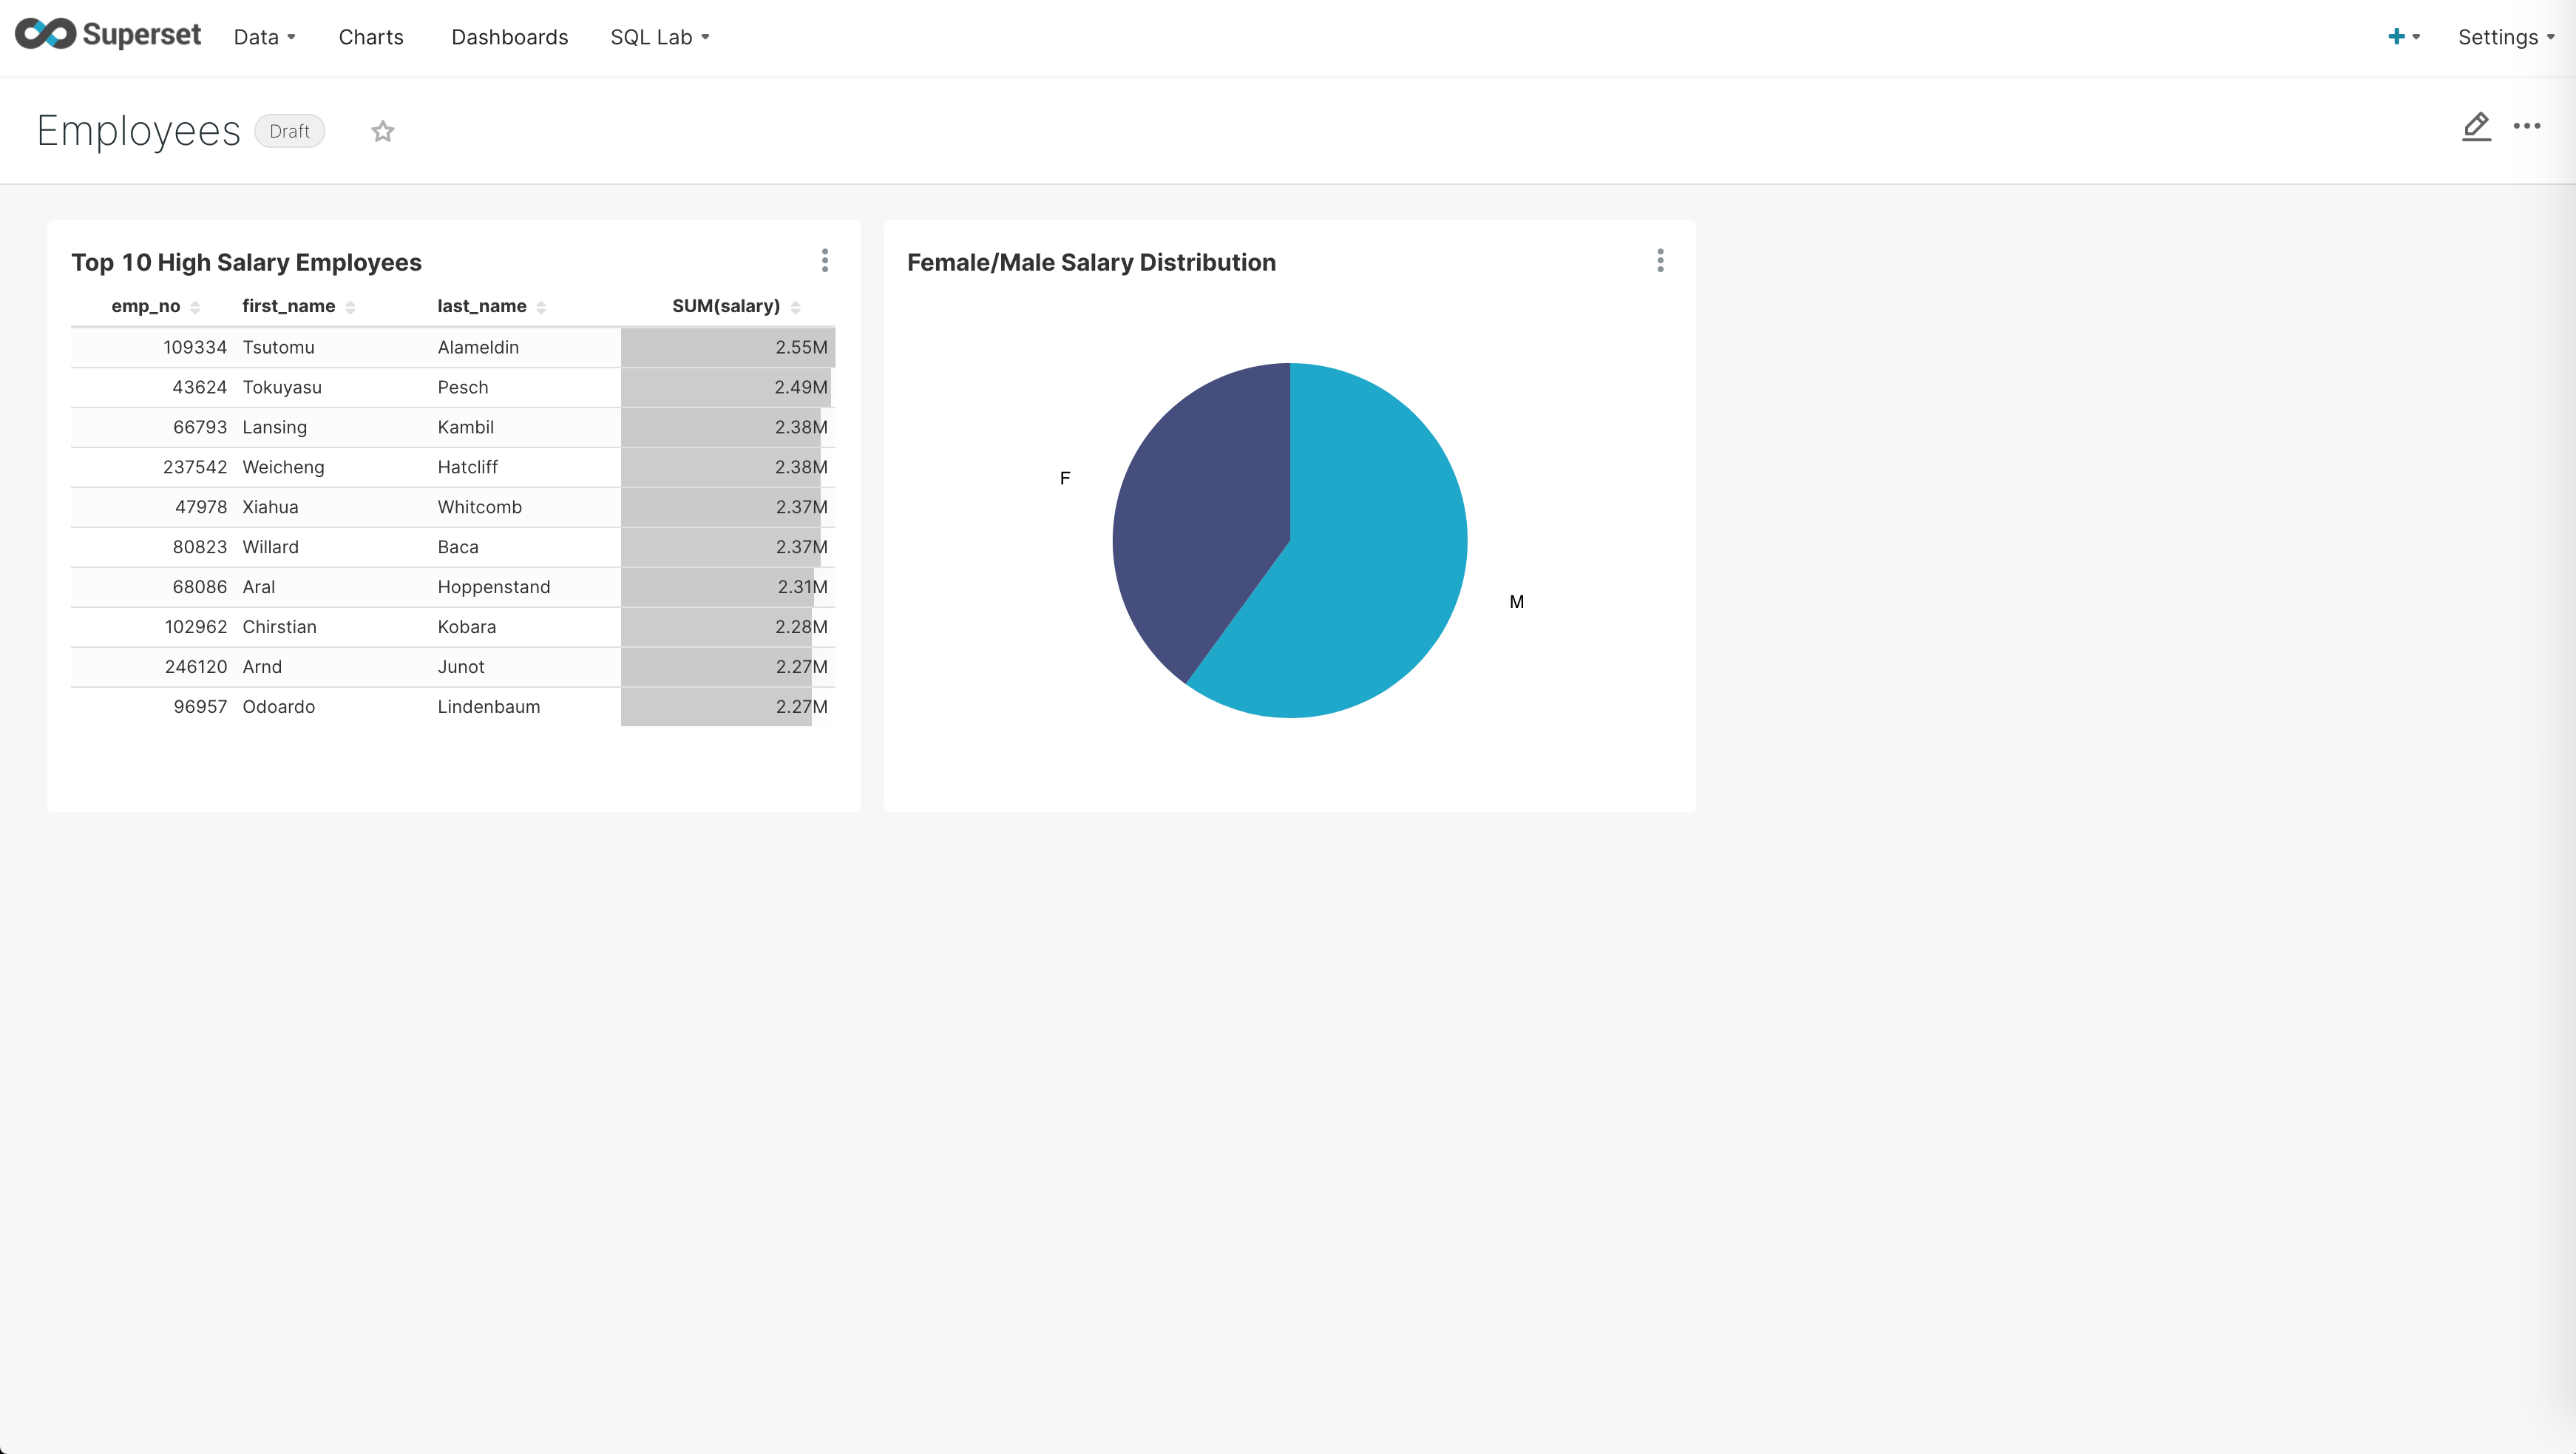 Superset Data Charts Dashboards SQL Lab + Settings
Employees Draft
Top 10 High Salary Employees
emp_no first_name last_name SUM(salary)
109334 Tsutomu Alameldin 2.55M
43624 Tokuyasu Pesch 2.49M
66793 Lansing Kambil 2.38M
237542 Weicheng Hatcliff 2.38M
47978 Xiahua Whitcomb 2.37M
80823 Willard Baca 2.37M
68086 Aral Hoppenstand 2.31M
102962 Chirstian Kobara 2.28M
246120 Arnd Junot 2.27M
96957 Odoardo Lindenbaum 2.27M
Female/Male Salary Distribution
F
M